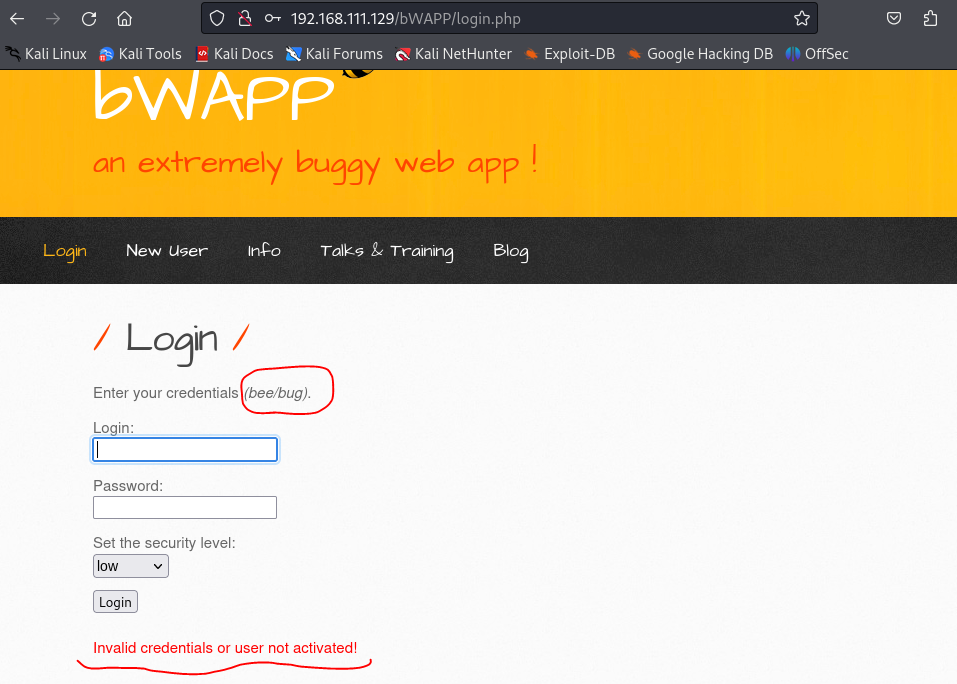 192.168.111.129/bWAPP/login.php
Kali Linux Kali Tools Kali Docs Kali Forums Kali NetHunter Exploit-DB Google Hacking DB OffSec
bWAPP
an extremely buggy web app !
Login New User Info Talks & Training Blog
/ Login /
Enter your credentials (bee/bug).
Login:
Password:
Set the security level:
low
Login
Invalid credentials or user not activated!